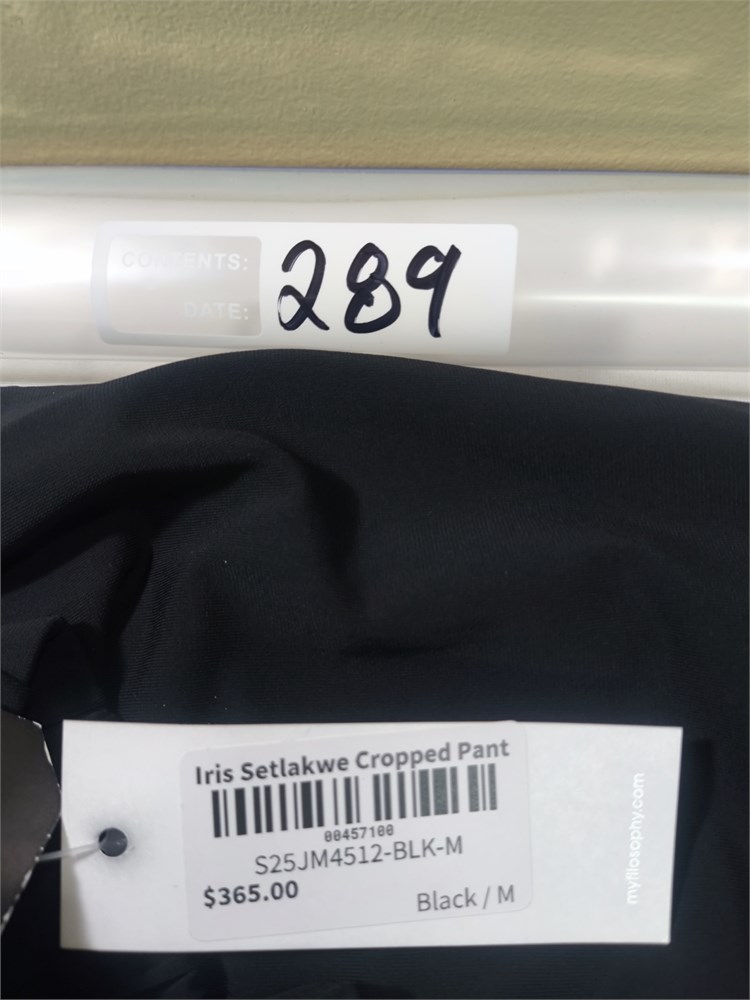 CONTENTS:
DATE:
289
Iris Setlakwe Cropped Pant
00457100
S25JM4512-BLK-M
$365.00
Black / M
myfilosophy.com